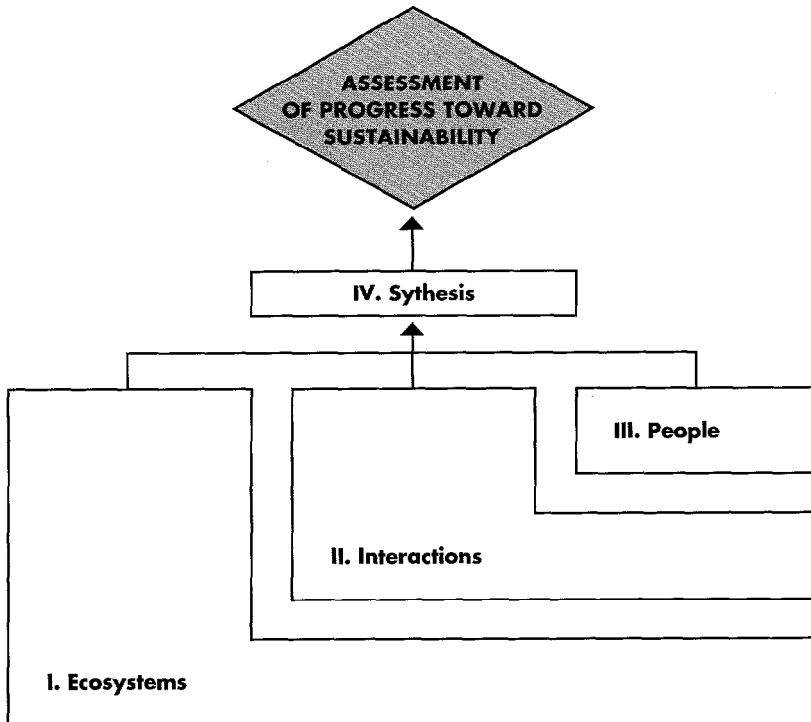 ASSESSMENT
OF PROGRESS TOWARD
SUSTAINABILITY
IV. Sythesis
III. People
II. Interactions
I. Ecosystems